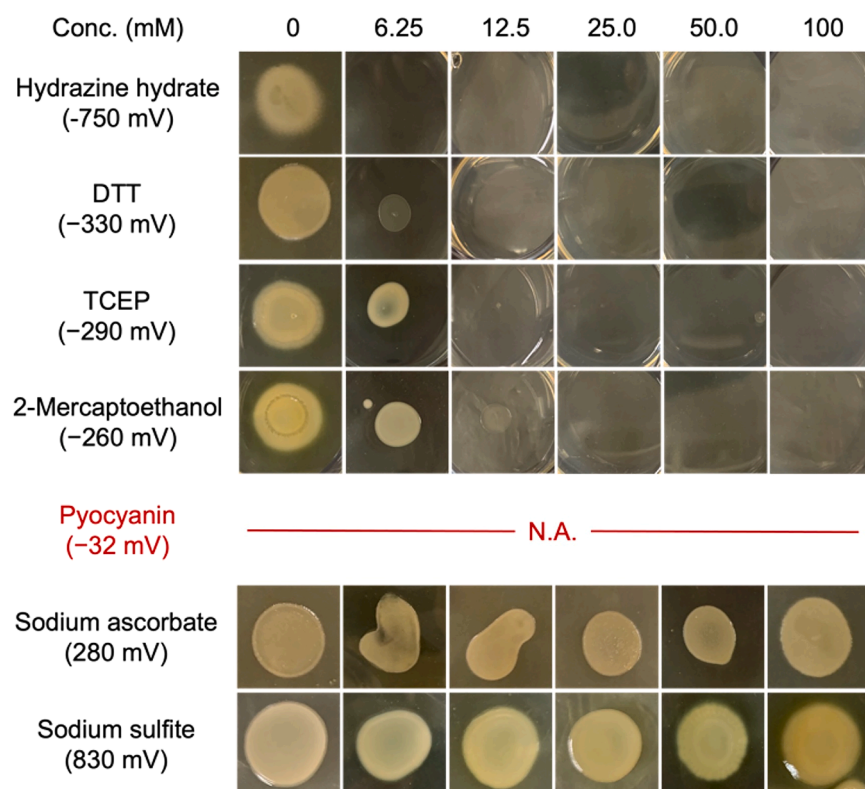 Conc. (mM) 0 6.25 12.5 25.0 50.0 100
Hydrazine hydrate
(-750 mV)
DTT
(−330 mV)
TCEP
(−290 mV)
2-Mercaptoethanol
(−260 mV)
Pyocyanin
(−32 mV)
N.A.
Sodium ascorbate
(280 mV)
Sodium sulfite
(830 mV)